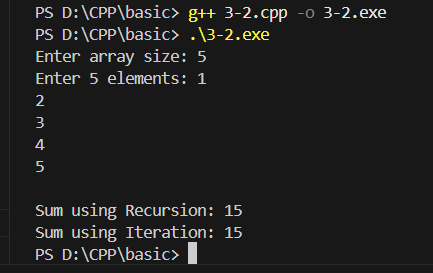 PS D:\CPP\basic> g++ 3-2.cpp -o 3-2.exe
PS D:\CPP\basic> .\3-2.exe
Enter array size: 5
Enter 5 elements: 1
2
3
4
5

Sum using Recursion: 15
Sum using Iteration: 15
PS D:\CPP\basic>